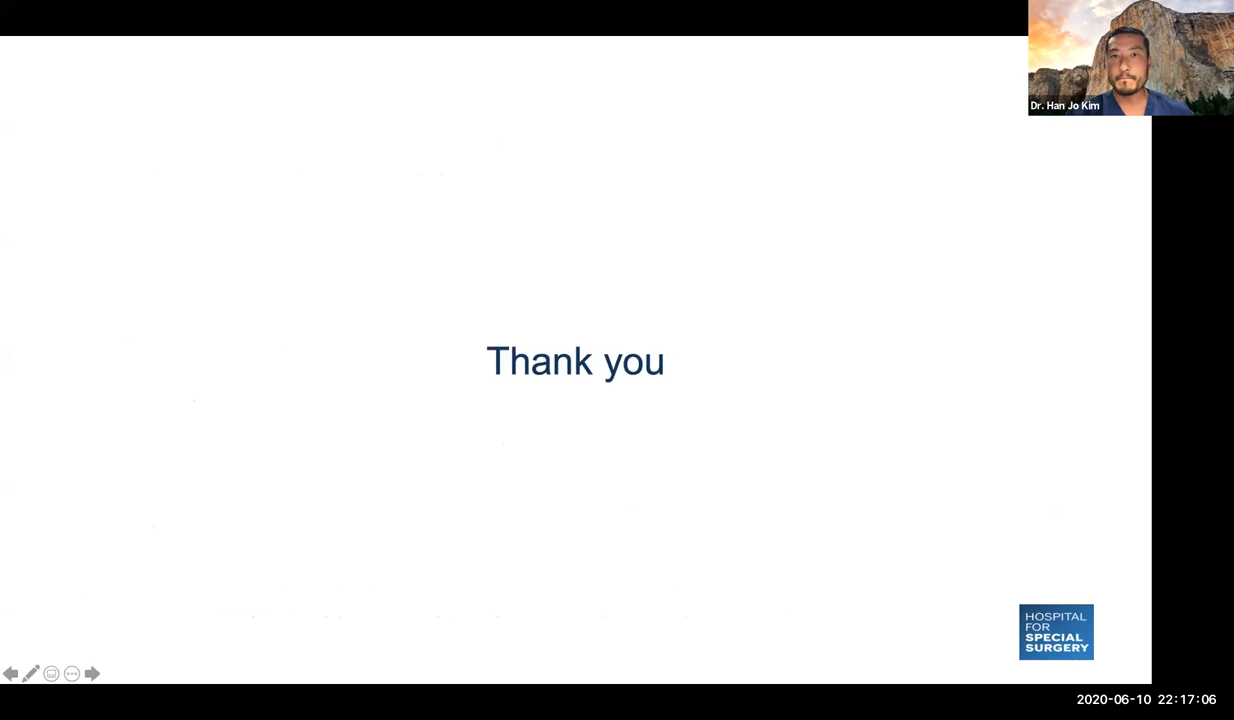 Dr. Han Jo Kim
Thank you
HOSPITAL
FOR
SPECIAL
SURGERY
2020-06-10 22:17:06